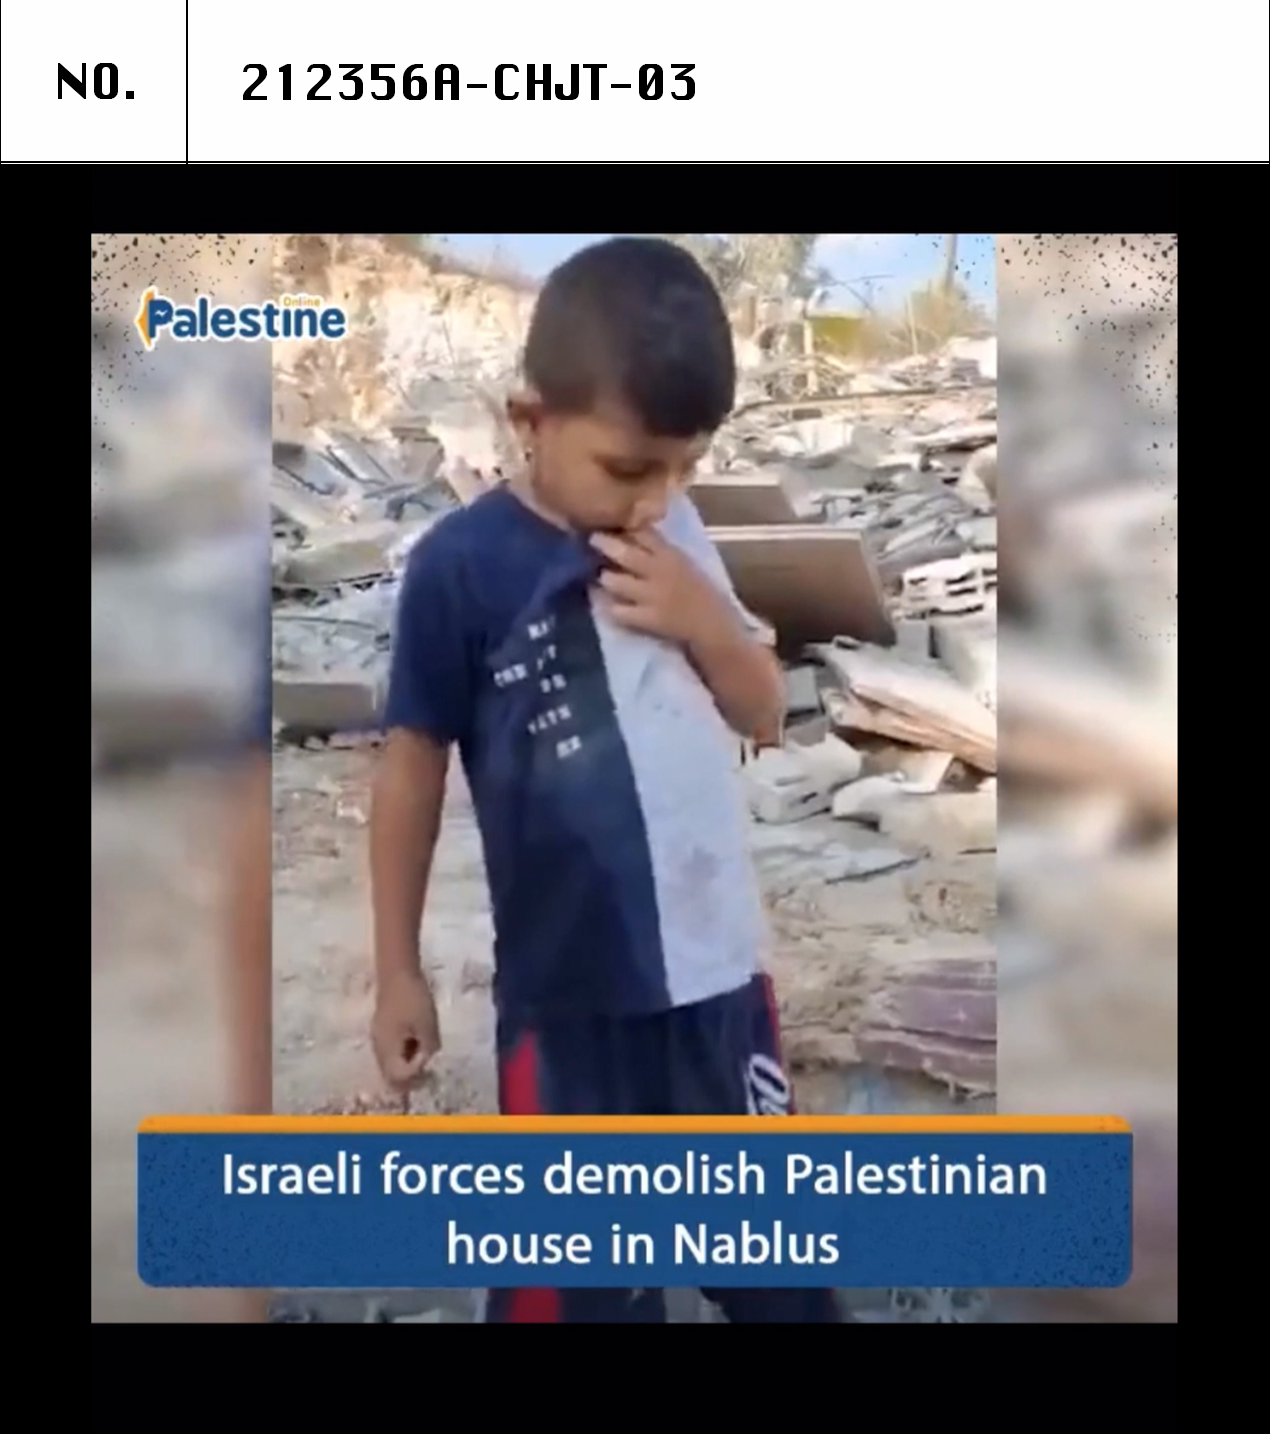 NO.
212356A-CHJT-03
Online
Palestine
Israeli forces demolish Palestinian
house in Nablus